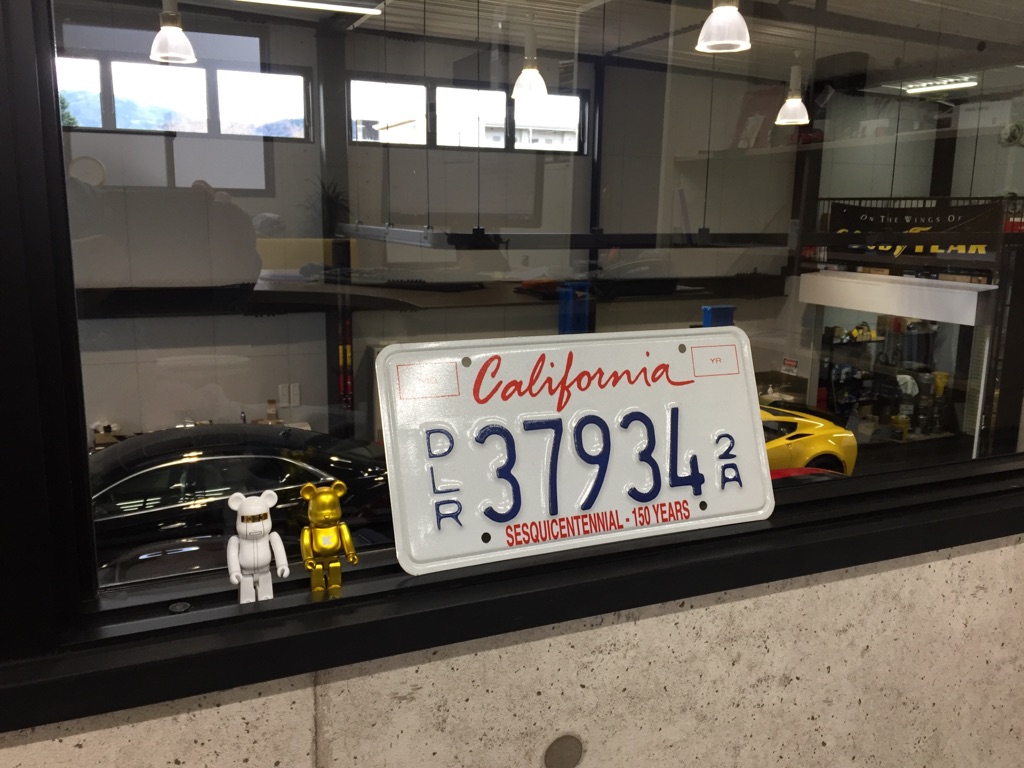 ON THE WINGS OF
GOODYEAR
California
YR
DLR
37934
2A
SESQUICENTENNIAL - 150 YEARS